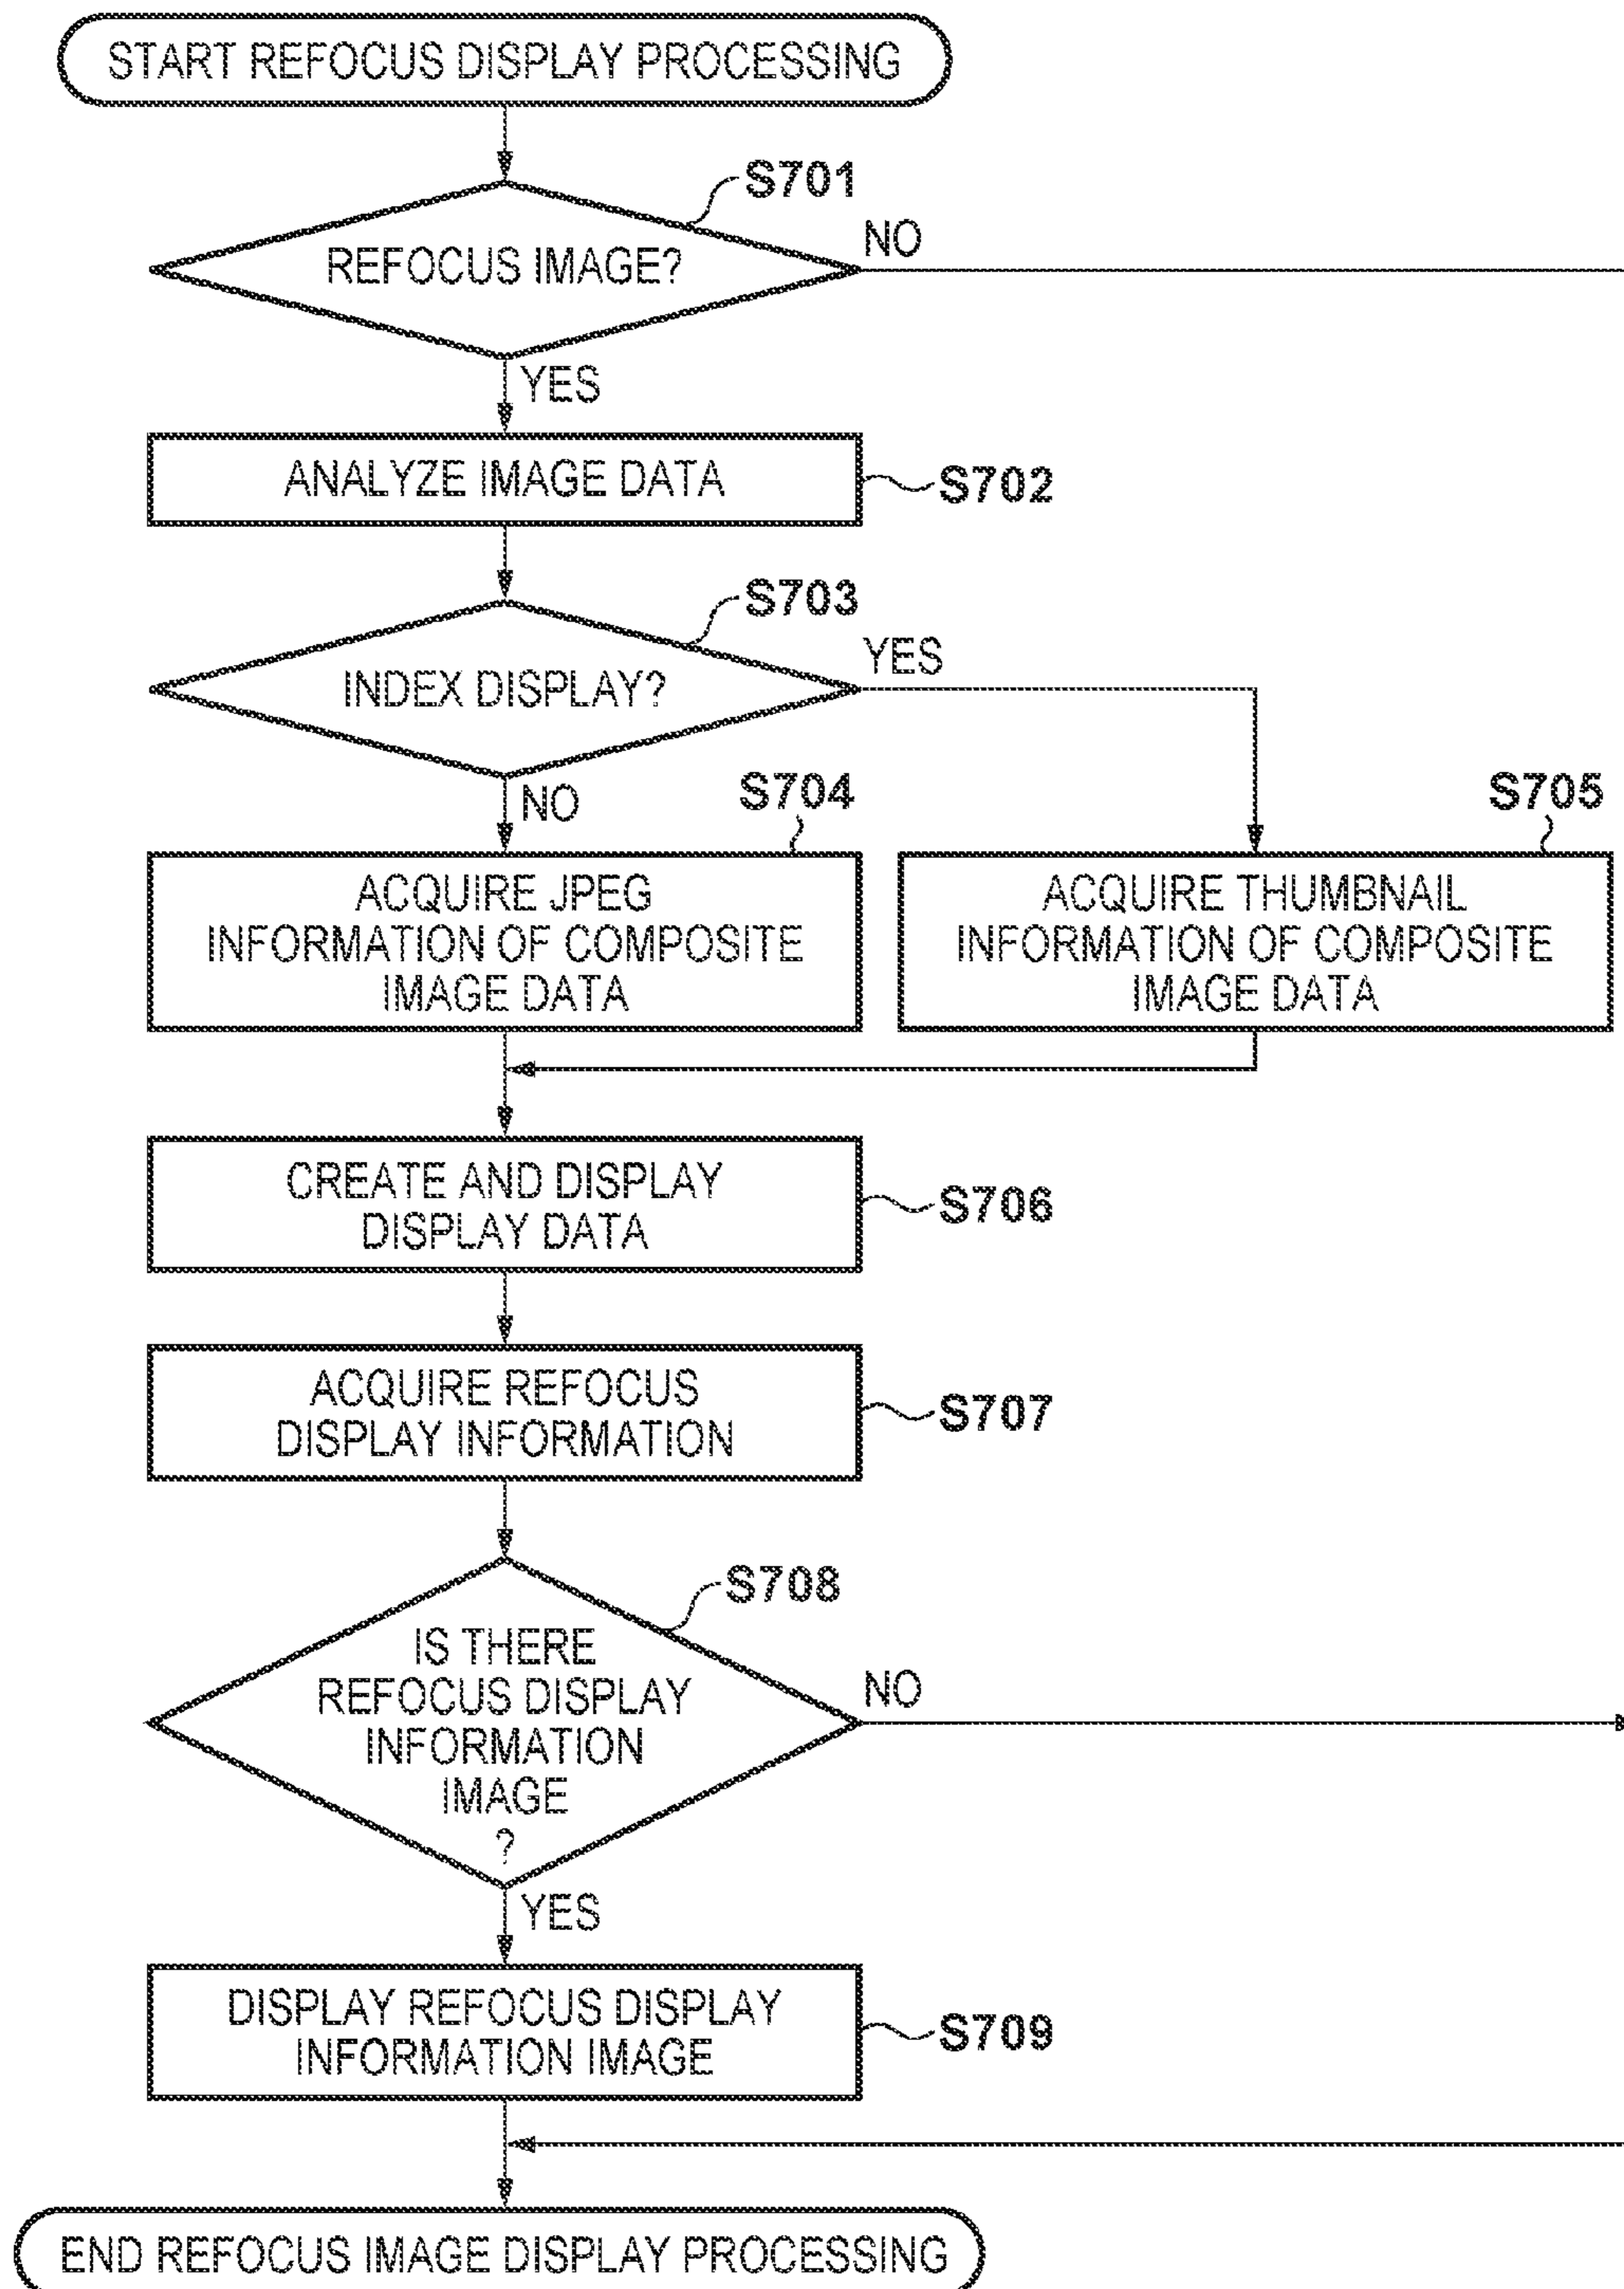 START REFOCUS DISPLAY PROCESSING
S701
REFOCUS IMAGE?
NO
YES
ANALYZE IMAGE DATA
S702
S703
INDEX DISPLAY?
YES
NO
S704
S705
ACQUIRE JPEG
INFORMATION OF COMPOSITE
IMAGE DATA
ACQUIRE THUMBNAIL
INFORMATION OF COMPOSITE
IMAGE DATA
CREATE AND DISPLAY
DISPLAY DATA
S706
ACQUIRE REFOCUS
DISPLAY INFORMATION
S707
S708
IS THERE
REFOCUS DISPLAY
INFORMATION
IMAGE
?
NO
YES
DISPLAY REFOCUS DISPLAY
INFORMATION IMAGE
S709
END REFOCUS IMAGE DISPLAY PROCESSING